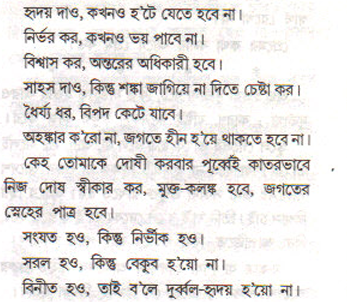 হৃদয় দাও, কখনও হ'টে যেতে হবে না।
নির্ভর কর, কখনও ভয় পাবে না।
বিশ্বাস কর, অন্তরের অধিকারী হবে।
সাহস দাও, কিন্তু শঙ্কা জাগিয়ে না দিতে চেষ্টা কর।
ধৈর্য্য ধর, বিপদ কেটে যাবে।
অহঙ্কার ক'রো না, জগতে হীন হ'য়ে থাকতে হবে না।
কেহ তোমাকে দোষী করবার পূর্ব্বেই কাতরভাবে
নিজ দোষ স্বীকার কর, মুক্ত-কলঙ্ক হবে, জগতের
স্নেহের পাত্র হবে।
সংযত হও, কিন্তু নির্ভীক হও।
সরল হও, কিন্তু বেকুব হ'য়ো না।
বিনীত হও, তাই ব'লে দুর্ব্বল-হৃদয় হ'য়ো না।